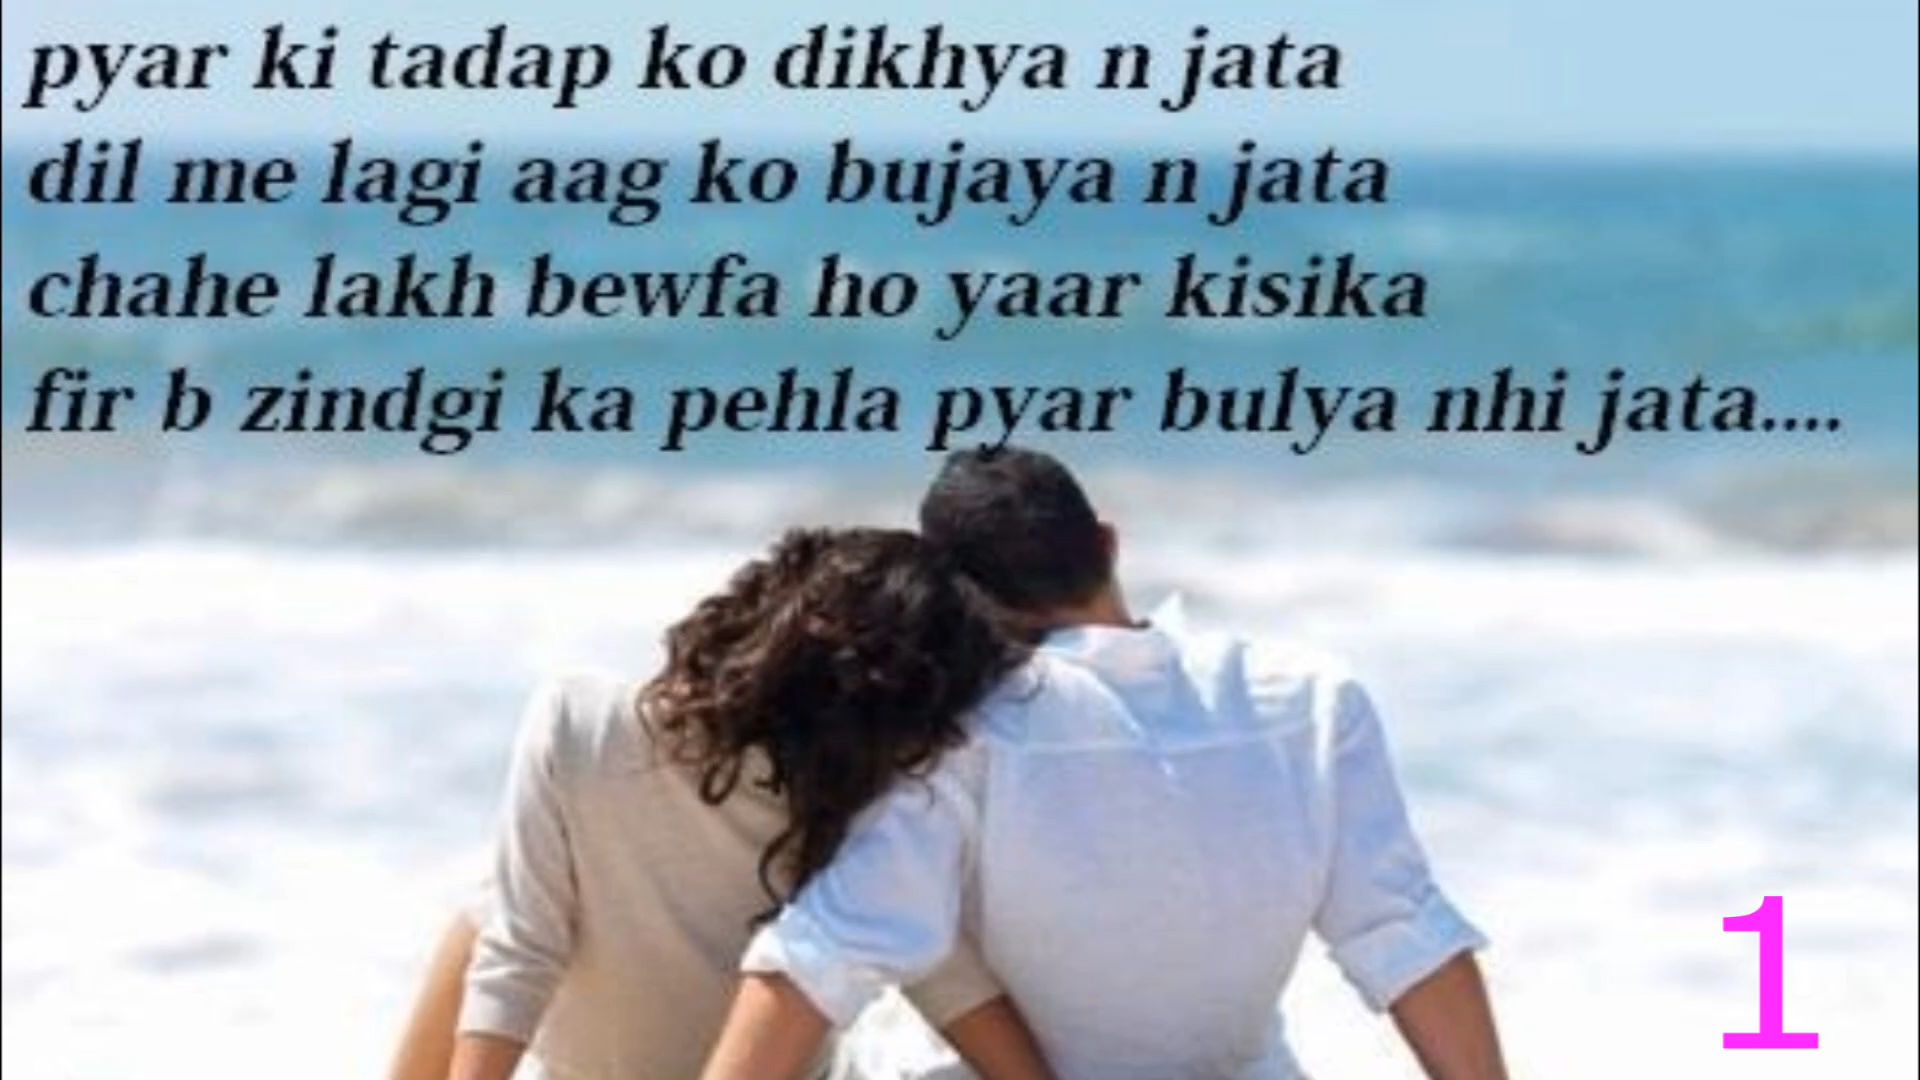 pyar ki tadap ko dikhya n jata
dil me lagi aag ko bujaya n jata
chahe lakh bewfa ho yaar kisika
fir b zindgi ka pehla pyar bulya nhi jata....
1